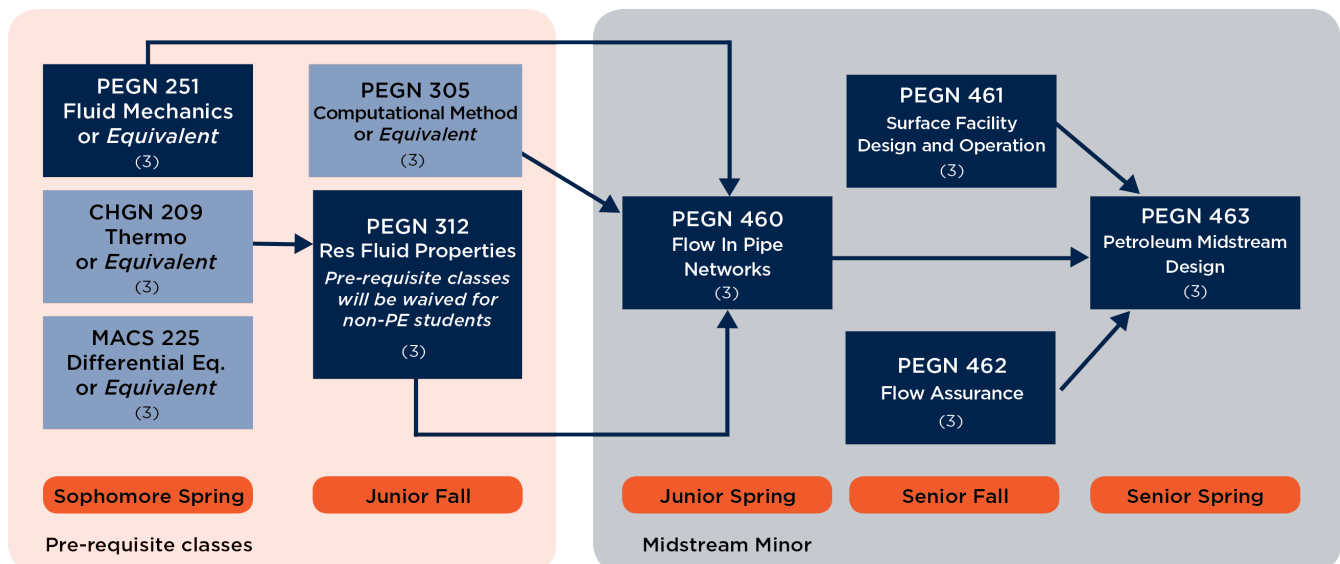 PEGN 251
Fluid Mechanics
or Equivalent
(3)
CHGN 209
Thermo
or Equivalent
(3)
MACS 225
Differential Eq.
or Equivalent
(3)
Sophomore Spring
PEGN 305
Computational Method
or Equivalent
(3)
PEGN 312
Res Fluid Properties
Pre-requisite classes
will be waived for
non-PE students
(3)
Junior Fall
Pre-requisite classes
PEGN 460
Flow In Pipe
Networks
(3)
Junior Spring
PEGN 461
Surface Facility
Design and Operation
(3)
PEGN 462
Flow Assurance
(3)
Senior Fall
PEGN 463
Petroleum Midstream
Design
(3)
Senior Spring
Midstream Minor